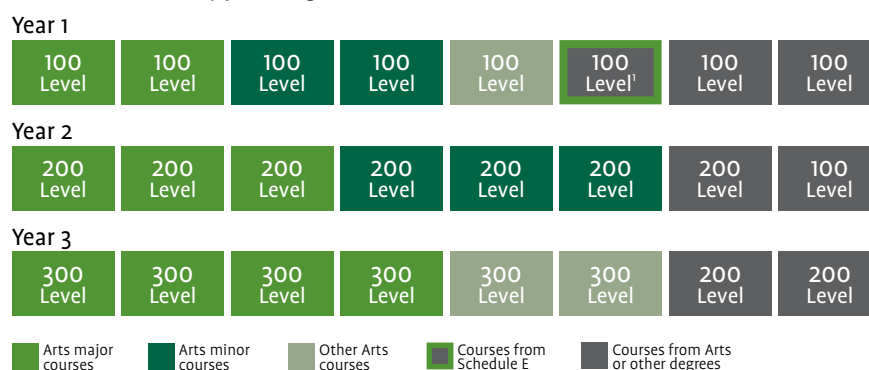 Year 1
100 100 100 100 100 100 100 100
Level Level Level Level Level Level¹ Level Level
Year 2
200 200 200 200 200 200 200 100
Level Level Level Level Level Level Level Level
Year 3
300 300 300 300 300 300 200 200
Level Level Level Level Level Level Level Level
Arts major Arts minor Other Arts Courses from Courses from Arts
courses courses courses Schedule E or other degrees